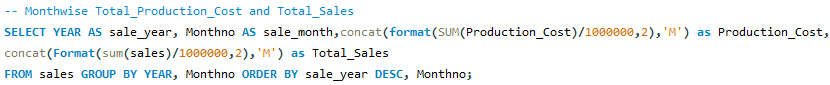 -- Monthwise Total_Production_Cost and Total_Sales
SELECT YEAR AS sale_year, Monthno AS sale_month,concat(format(SUM(Production_Cost)/1000000,2),'M') as Production_Cost,
concat(Format(sum(sales)/1000000,2),'M') as Total_Sales
FROM sales GROUP BY YEAR, Monthno ORDER BY sale_year DESC, Monthno;